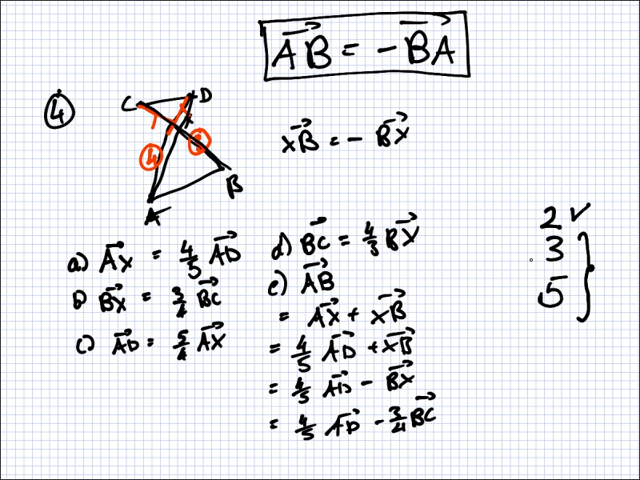 AB = -BA
4
C
D
X
XB = - BX
4
B
A
a) AX = 4/5 AD
b) BX = 3/4 BC
c) AD = 5/4 AX
d) BC = 4/3 BX
e) AB
= AX + XB
= 4/5 AD + XB
= 4/5 AD - BX
= 4/5 AD - 3/4 BC
2 ✓
3
5